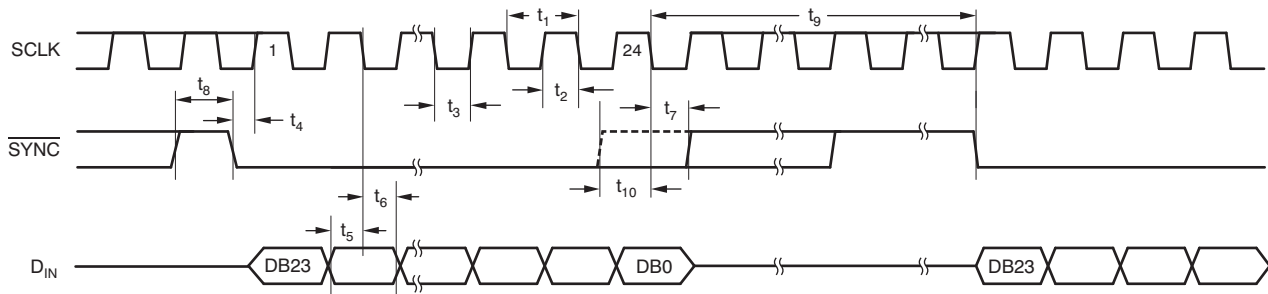 t1
t9
SCLK
1
24
t8
t4
t3
t2
t7
SYNC
t10
t6
t5
DIN
DB23
DB0
DB23